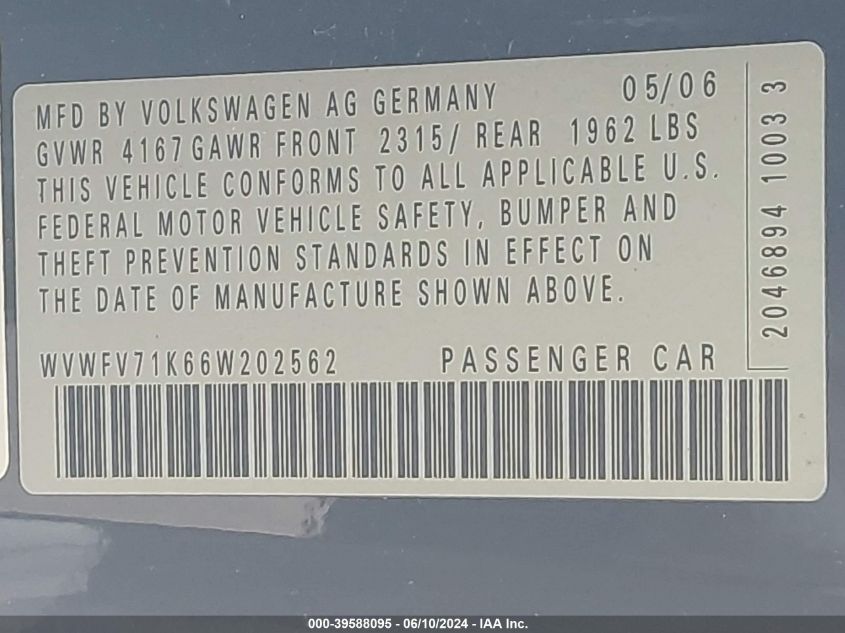 MFD BY VOLKSWAGEN AG GERMANY 05/06
GVWR 4167 GAWR FRONT 2315/ REAR 1962 LBS
THIS VEHICLE CONFORMS TO ALL APPLICABLE U.S.
FEDERAL MOTOR VEHICLE SAFETY, BUMPER AND
THEFT PREVENTION STANDARDS IN EFFECT ON
THE DATE OF MANUFACTURE SHOWN ABOVE.
WVWFV71K66W202562 PASSENGER CAR
2046894 1003 3
000-39588095 - 06/10/2024 - IAA Inc.